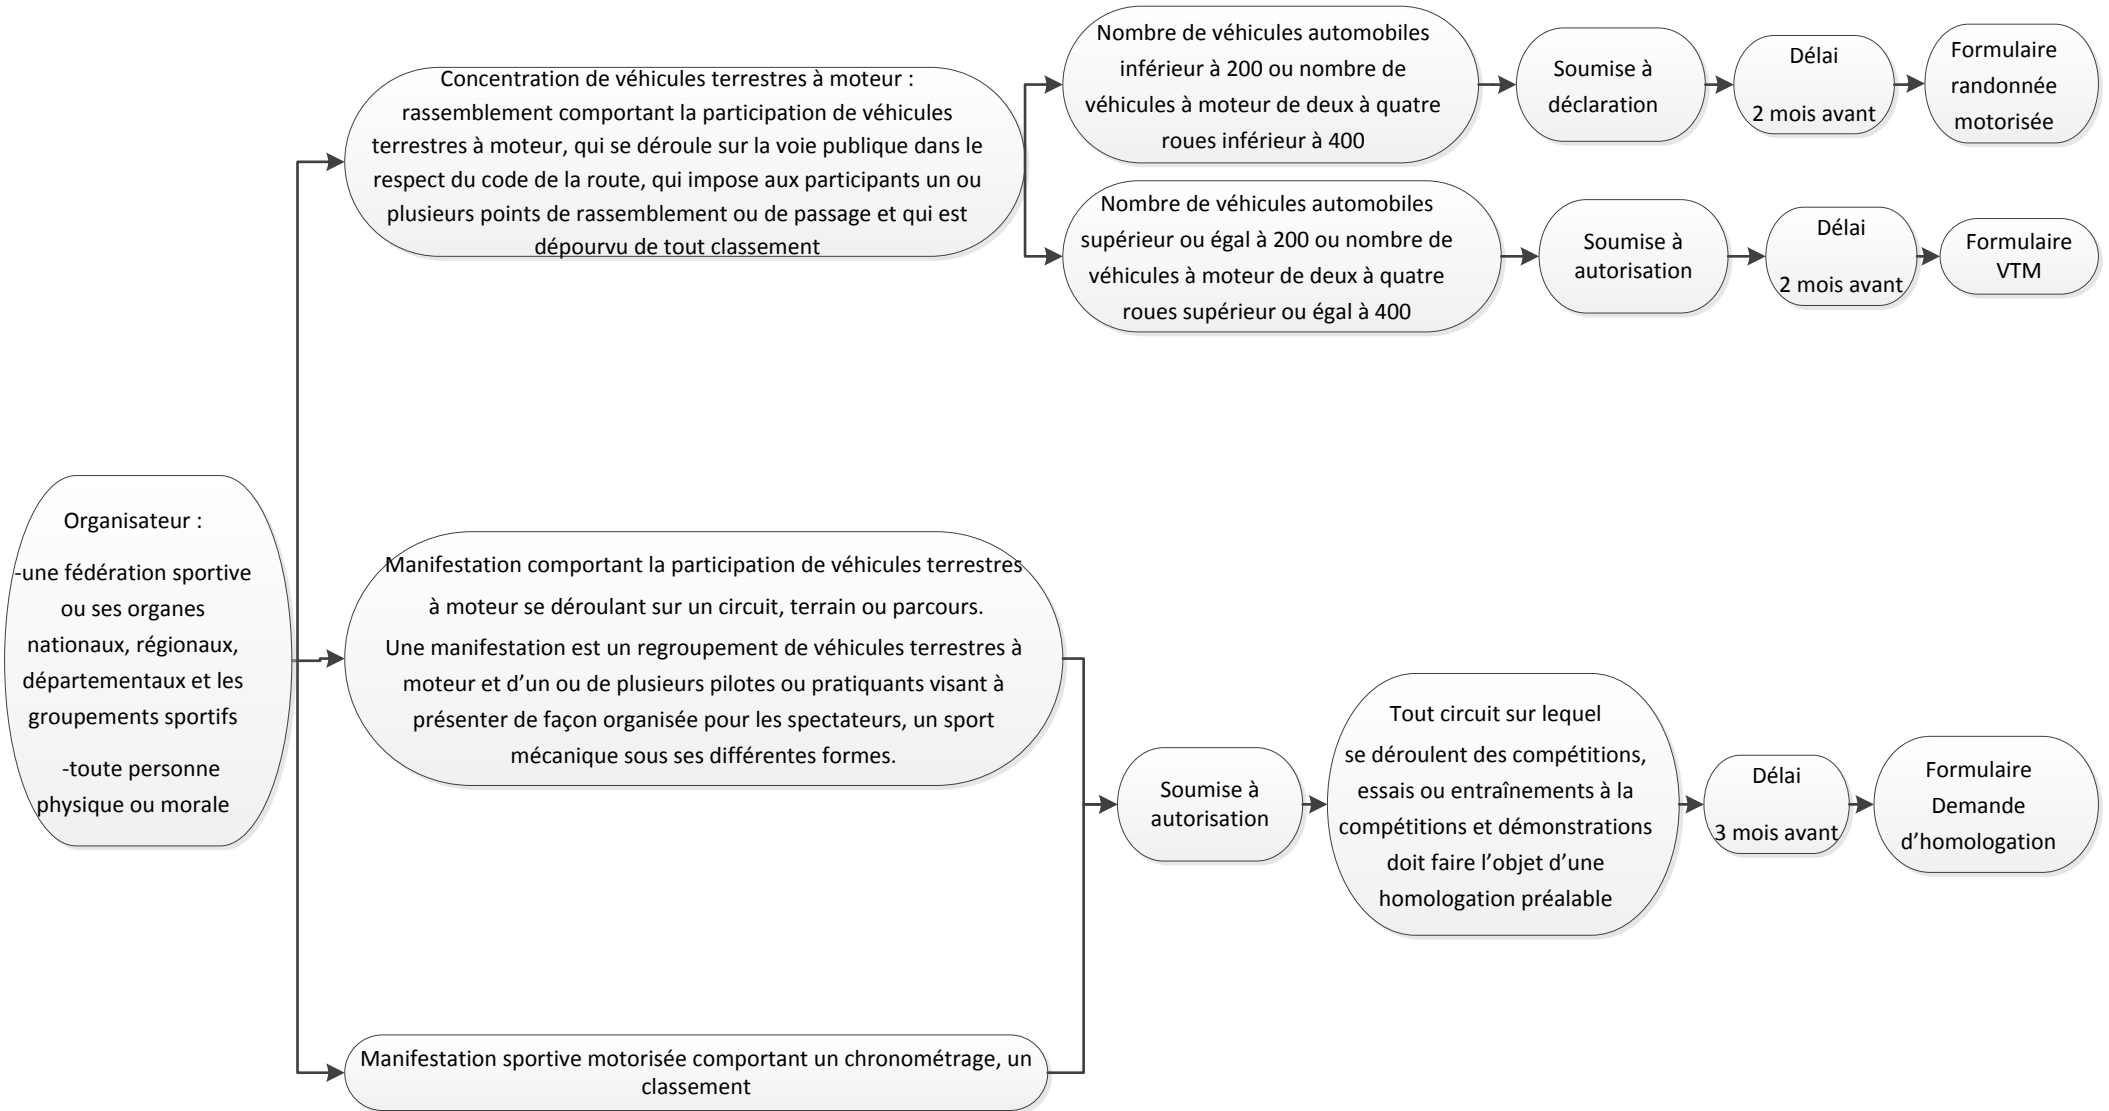 Organisateur :
-une fédération sportive
ou ses organes
nationaux, régionaux,
départementaux et les
groupements sportifs
-toute personne
physique ou morale
Concentration de véhicules terrestres à moteur :
rassemblement comportant la participation de véhicules
terrestres à moteur, qui se déroule sur la voie publique dans le
respect du code de la route, qui impose aux participants un ou
plusieurs points de rassemblement ou de passage et qui est
dépourvu de tout classement
Nombre de véhicules automobiles
inférieur à 200 ou nombre de
véhicules à moteur de deux à quatre
roues inférieur à 400
Soumise à
déclaration
Délai
2 mois avant
Formulaire
randonnée
motorisée
Nombre de véhicules automobiles
supérieur ou égal à 200 ou nombre de
véhicules à moteur de deux à quatre
roues supérieur ou égal à 400
Soumise à
autorisation
Délai
2 mois avant
Formulaire
VTM
Manifestation comportant la participation de véhicules terrestres
à moteur se déroulant sur un circuit, terrain ou parcours.
Une manifestation est un regroupement de véhicules terrestres à
moteur et d’un ou de plusieurs pilotes ou pratiquants visant à
présenter de façon organisée pour les spectateurs, un sport
mécanique sous ses différentes formes.
Manifestation sportive motorisée comportant un chronométrage, un
classement
Soumise à
autorisation
Tout circuit sur lequel
se déroulent des compétitions,
essais ou entraînements à la
compétitions et démonstrations
doit faire l’objet d’une
homologation préalable
Délai
3 mois avant
Formulaire
Demande
d’homologation